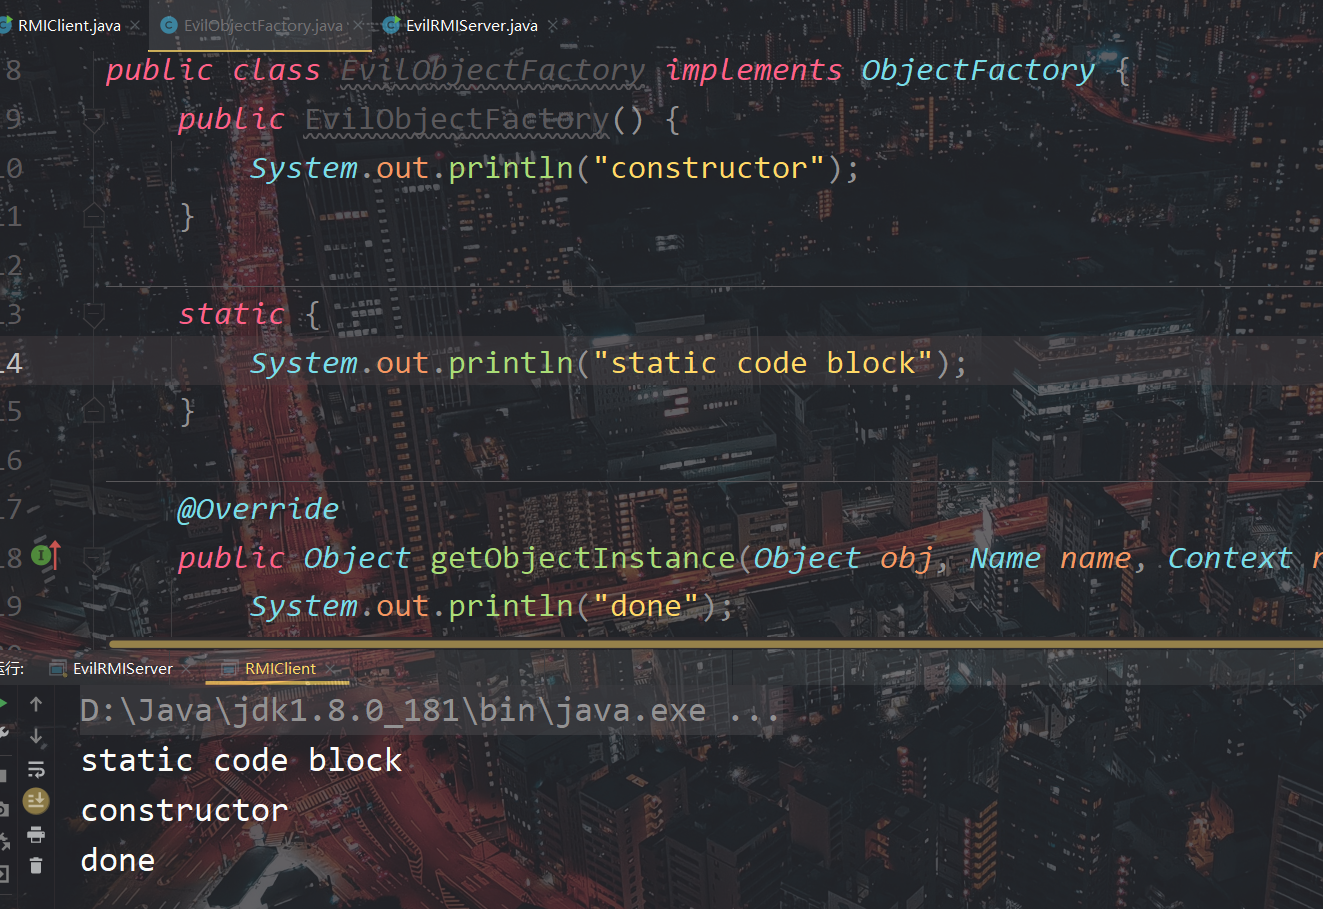 RMIClient.java EvilObjectFactory.java EvilRMIServer.java
8 public class EvilObjectFactory implements ObjectFactory {
9 public EvilObjectFactory() {
0 System.out.println("constructor");
1 }
2
3 static {
4 System.out.println("static code block");
5 }
6
7 @Override
8 public Object getObjectInstance(Object obj, Name name, Context
9 System.out.println("done");
运行: EvilRMIServer RMIClient
D:\Java\jdk1.8.0_181\bin\java.exe ...
static code block
constructor
done